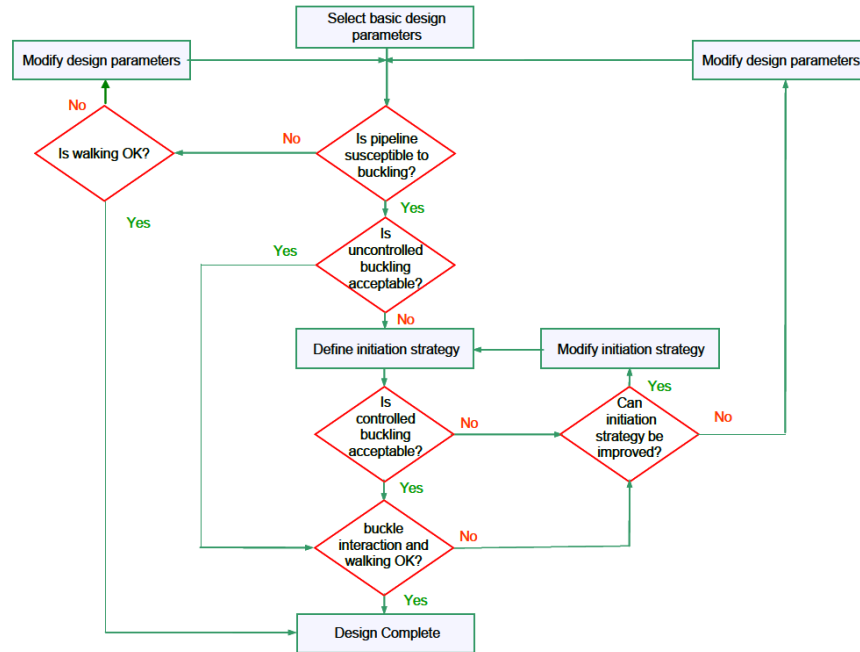 Select basic design
parameters
Modify design parameters
Modify design parameters
No
Is walking OK?
No
Is pipeline
susceptible to
buckling?
Yes
Yes
Yes
Is
uncontrolled
buckling
acceptable?
No
Define initiation strategy
Modify initiation strategy
Is
controlled
buckling
acceptable?
No
Yes
Can
initiation
strategy be
improved?
No
Yes
buckle
interaction and
walking OK?
No
Yes
Design Complete